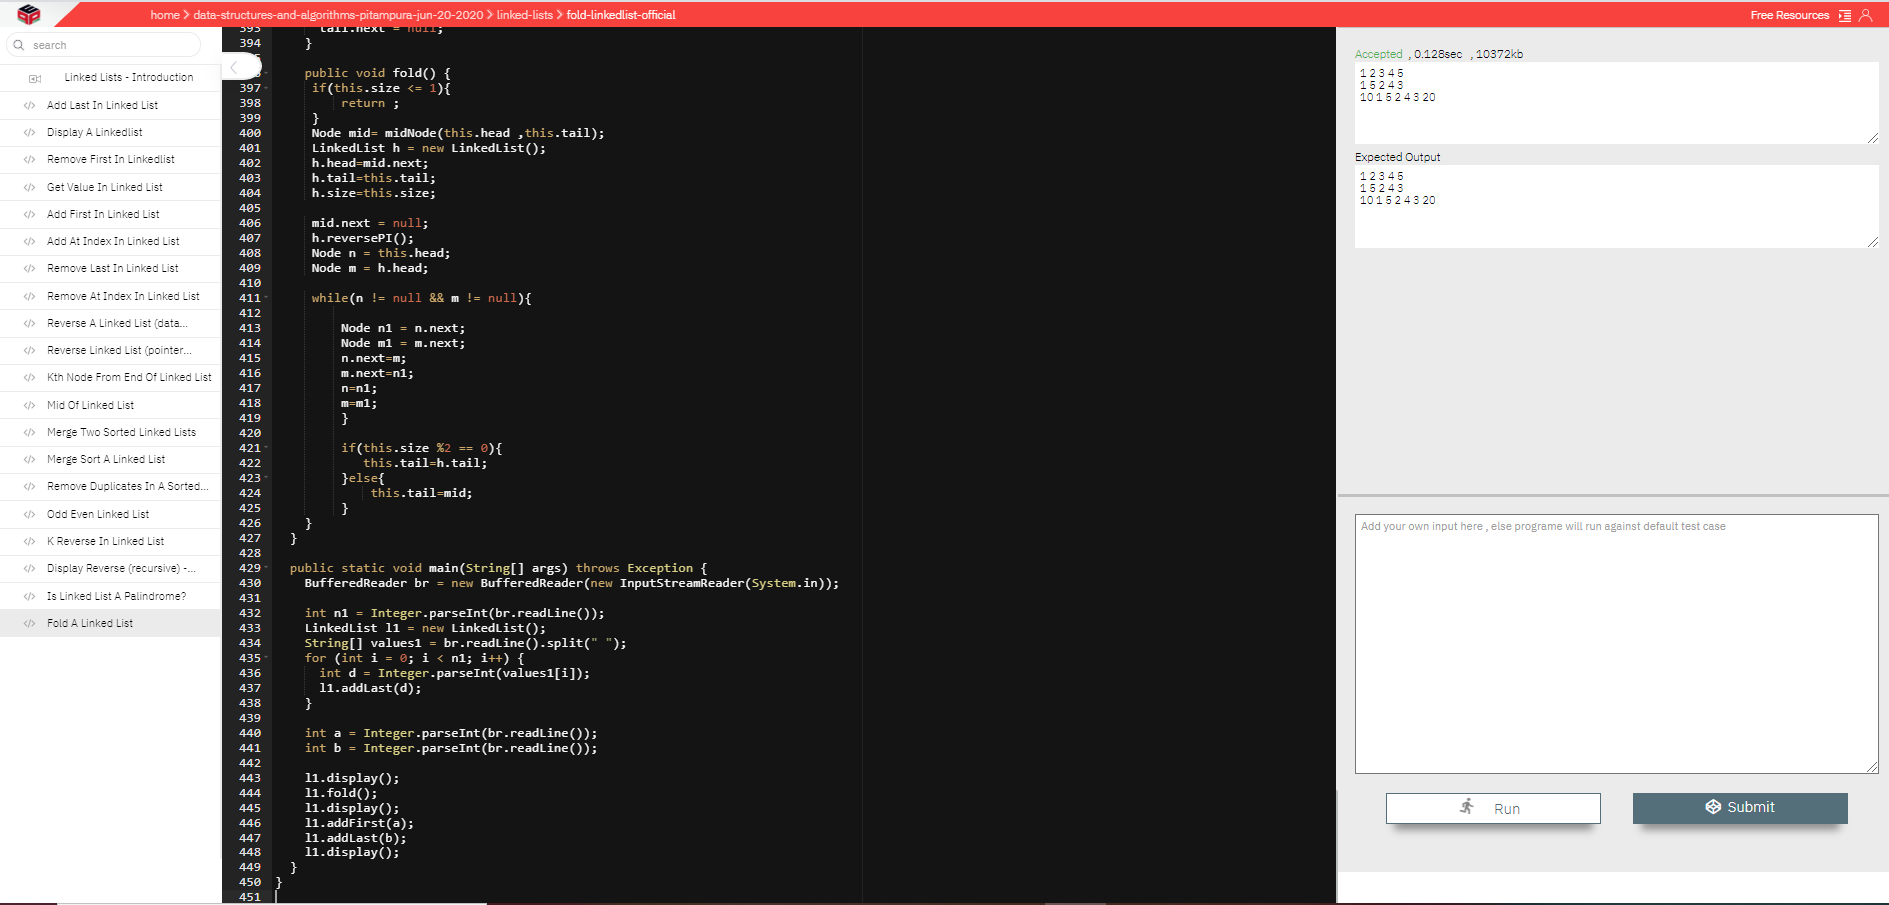 home > data-structures-and-algorithms-pitampura-jun-20-2020 > linked-lists > fold-linkedlist-official
Free Resources
search
Linked Lists - Introduction
Add Last In Linked List
Display A Linkedlist
Remove First In Linkedlist
Get Value In Linked List
Add First In Linked List
Add At Index In Linked List
Remove Last In Linked List
Remove At Index In Linked List
Reverse A Linked List (data...
Reverse Linked List (pointer...
Kth Node From End Of Linked List
Mid Of Linked List
Merge Two Sorted Linked Lists
Merge Sort A Linked List
Remove Duplicates In A Sorted...
Odd Even Linked List
K Reverse In Linked List
Display Reverse (recursive) -...
Is Linked List A Palindrome?
Fold A Linked List
393 tail.next = null;
394 }
public void fold() {
397 if(this.size <= 1){
398 return ;
399 }
400 Node mid= midNode(this.head ,this.tail);
401 LinkedList h = new LinkedList();
402 h.head=mid.next;
403 h.tail=this.tail;
404 h.size=this.size;
405
406 mid.next = null;
407 h.reversePI();
408 Node n = this.head;
409 Node m = h.head;
410
411 while(n != null && m != null){
412
413 Node n1 = n.next;
414 Node m1 = m.next;
415 n.next=m;
416 m.next=n1;
417 n=n1;
418 m=m1;
419 }
420
421 if(this.size %2 == 0){
422 this.tail=h.tail;
423 }else{
424 this.tail=mid;
425 }
426 }
427 }
428
429 public static void main(String[] args) throws Exception {
430 BufferedReader br = new BufferedReader(new InputStreamReader(System.in));
431
432 int n1 = Integer.parseInt(br.readLine());
433 LinkedList l1 = new LinkedList();
434 String[] values1 = br.readLine().split(" ");
435 for (int i = 0; i < n1; i++) {
436 int d = Integer.parseInt(values1[i]);
437 l1.addLast(d);
438 }
439
440 int a = Integer.parseInt(br.readLine());
441 int b = Integer.parseInt(br.readLine());
442
443 l1.display();
444 l1.fold();
445 l1.display();
446 l1.addFirst(a);
447 l1.addLast(b);
448 l1.display();
449 }
450 }
451
Accepted , 0.128sec , 10372kb
1 2 3 4 5
1 5 2 4 3
10 1 5 2 4 3 20
Expected Output
1 2 3 4 5
1 5 2 4 3
10 1 5 2 4 3 20
Add your own input here , else programe will run against default test case
Run
Submit